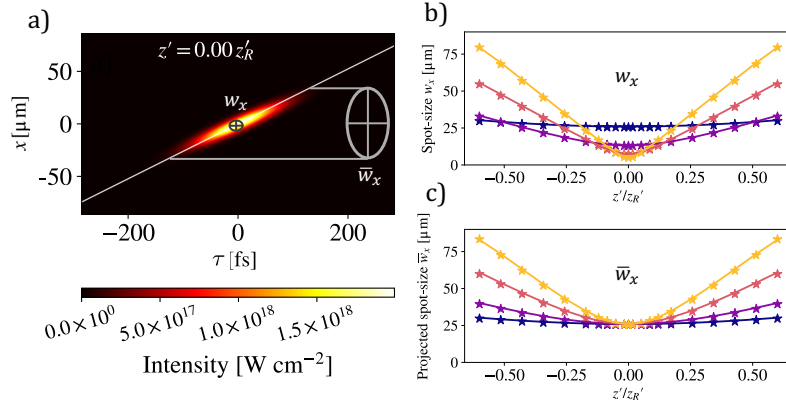 a)
z′ = 0.00 z′R
50
0
-50
x [μm]
wx
w̅x
−200
0
200
τ [fs]
0.0×10⁰
5.0×10¹⁷
1.0×10¹⁸
1.5×10¹⁸
Intensity [W cm⁻²]
b)
Spot-size wx [μm]
75
50
25
0
wx
−0.50
−0.25
0.00
0.25
0.50
z′/zR′
c)
Projected spot-size w̅x [μm]
75
50
25
0
w̅x
−0.50
−0.25
0.00
0.25
0.50
z′/zR′